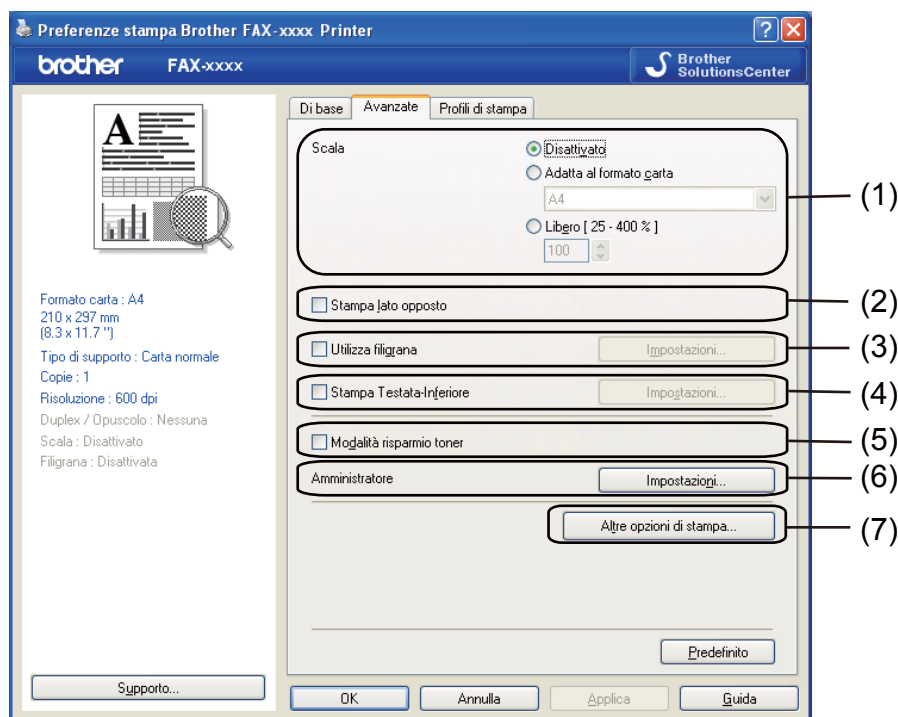 Preferenze stampa Brother FAX-xxxx Printer
brother FAX-xxxx
Brother
SolutionsCenter
Di base Avanzate Profili di stampa
A
Scala
Disattivato
Adatta al formato carta
A4
Libero [ 25 - 400 % ]
100
(1)
Stampa lato opposto
(2)
Utilizza filigrana Impostazioni...
(3)
Stampa Testata-Inferiore Impostazioni...
(4)
Modalità risparmio toner
(5)
Amministratore Impostazioni...
(6)
Altre opzioni di stampa...
(7)
Formato carta : A4
210 x 297 mm
(8.3 x 11.7 ")
Tipo di supporto : Carta normale
Copie : 1
Risoluzione : 600 dpi
Duplex / Opuscolo : Nessuna
Scala : Disattivato
Filigrana : Disattivata
Predefinito
Supporto...
OK Annulla Applica Guida